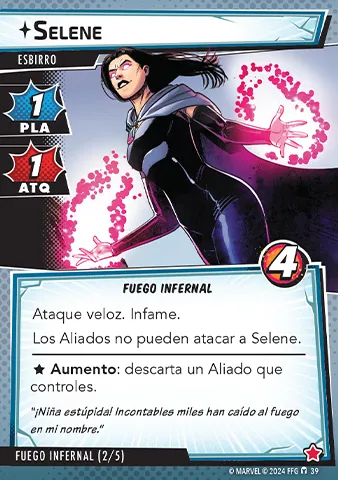 SELENE
ESBIRRO
1
PLA
1
ATQ
4
FUEGO INFERNAL
Ataque veloz. Infame.
Los Aliados no pueden atacar a Selene.
★ Aumento: descarta un Aliado que
controles.
"¡Niña estúpida! Incontables miles han caído al fuego
en mi nombre."
FUEGO INFERNAL (2/5)
© MARVEL © 2024 FFG 39